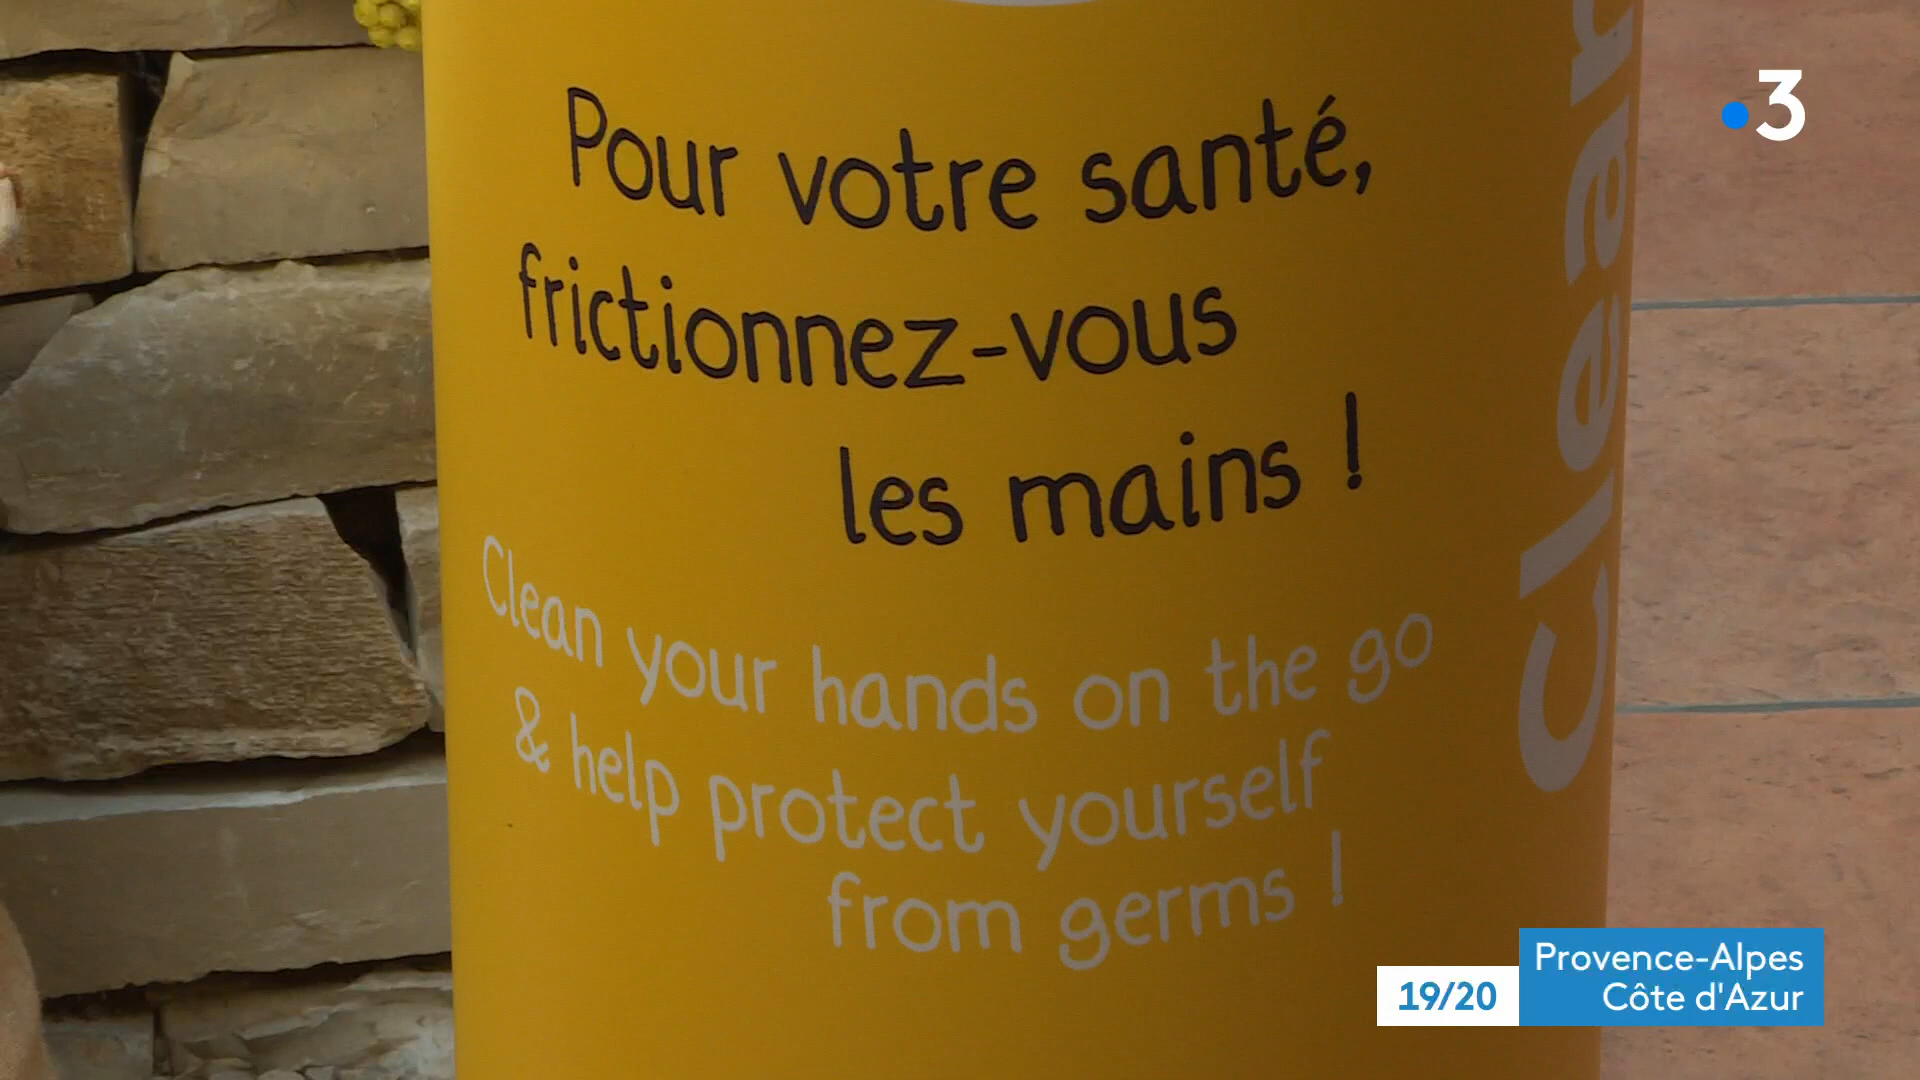 Pour votre santé,
frictionnez-vous
les mains !
Clean your hands on the go
& help protect yourself
from germs !
Clean
3
19/20
Provence-Alpes
Côte d'Azur